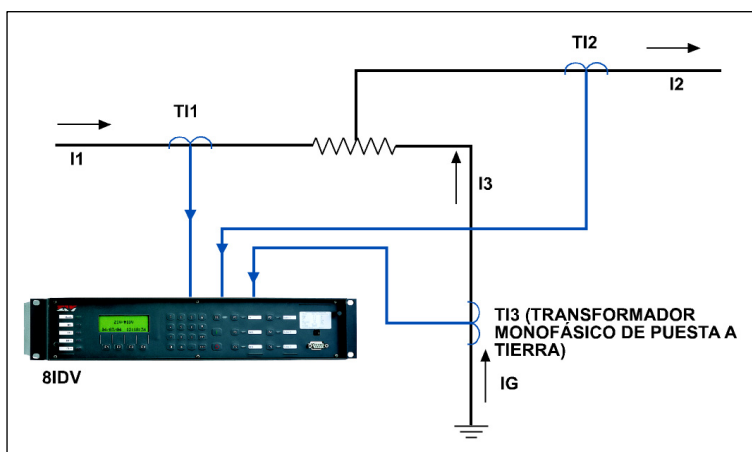 TI2
I2
TI1
I1
I3
TI3 (TRANSFORMADOR
MONOFÁSICO DE PUESTA A
TIERRA)
8IDV
IG